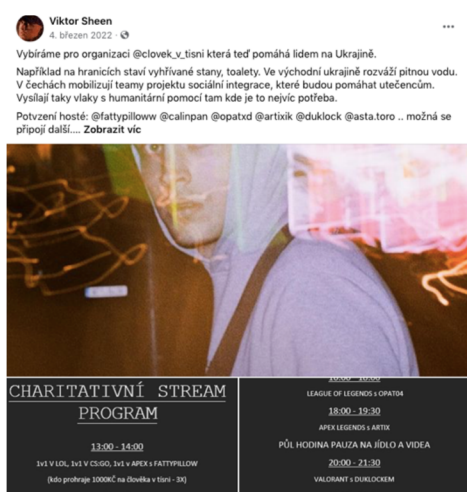 Viktor Sheen
4. březen 2022 ·
Vybíráme pro organizaci @clovek_v_tisni která teď pomáhá lidem na Ukrajině.
Například na hranicích staví vyhřívané stany, toalety. Ve východní ukrajině rozváží pitnou vodu.
V čechách mobilizují teamy projektu sociální integrace, které budou pomáhat utečencům.
Vysílají taky vlaky s humanitární pomocí tam kde je to nejvíc potřeba.
Potvzení hosté: @fattypilloww @calinpan @opatxd @artixik @duklock @asta.toro .. možná se
připojí další.... Zobrazit víc
CHARITATIVNÍ STREAM
PROGRAM
13:00 - 14:00
1v1 V LOL, 1v1 V CS:GO, 1v1 v APEX s FATTYPILLOW
(kdo prohraje 1000KČ na člověka v tísni - 3X)
LEAGUE OF LEGENDS s OPAT04
18:00 - 19:30
APEX LEGENDS s ARTIX
PŮL HODINA PAUZA NA JÍDLO A VIDEA
20:00 - 21:30
VALORANT s DUKLOCKEM